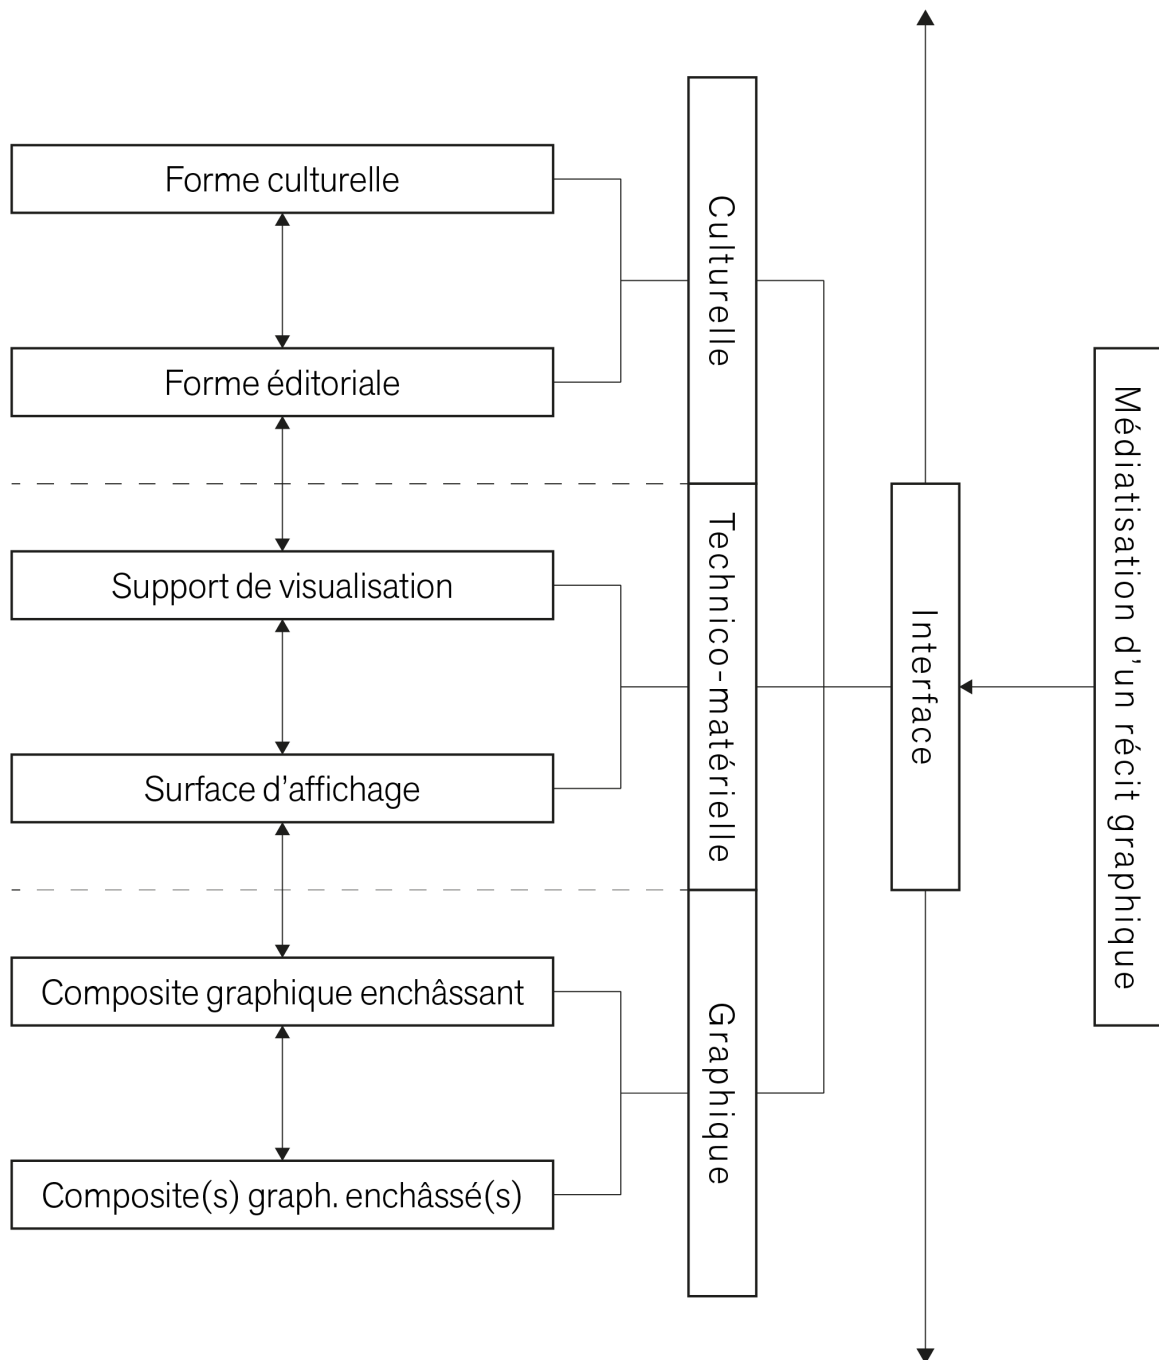 Forme culturelle
Forme éditoriale
Support de visualisation
Surface d’affichage
Composite graphique enchâssant
Composite(s) graph. enchâssé(s)
Culturelle
Technico-matérielle
Graphique
Interface
Médiatisation d’un récit graphique